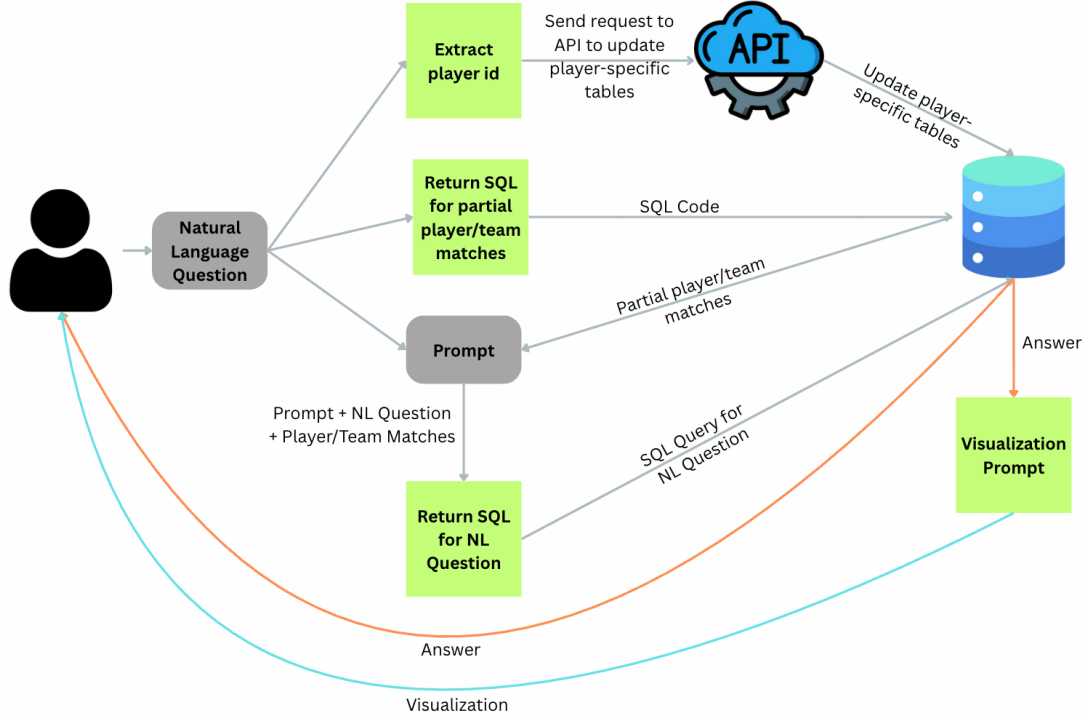 Extract
player id
Send request to
API to update
player-specific
tables
API
Update player-
specific tables
Natural
Language
Question
Return SQL
for partial
player/team
matches
SQL Code
Partial player/team
matches
Prompt
Answer
Prompt + NL Question
+ Player/Team Matches
SQL Query for
NL Question
Visualization
Prompt
Return SQL
for NL
Question
Answer
Visualization